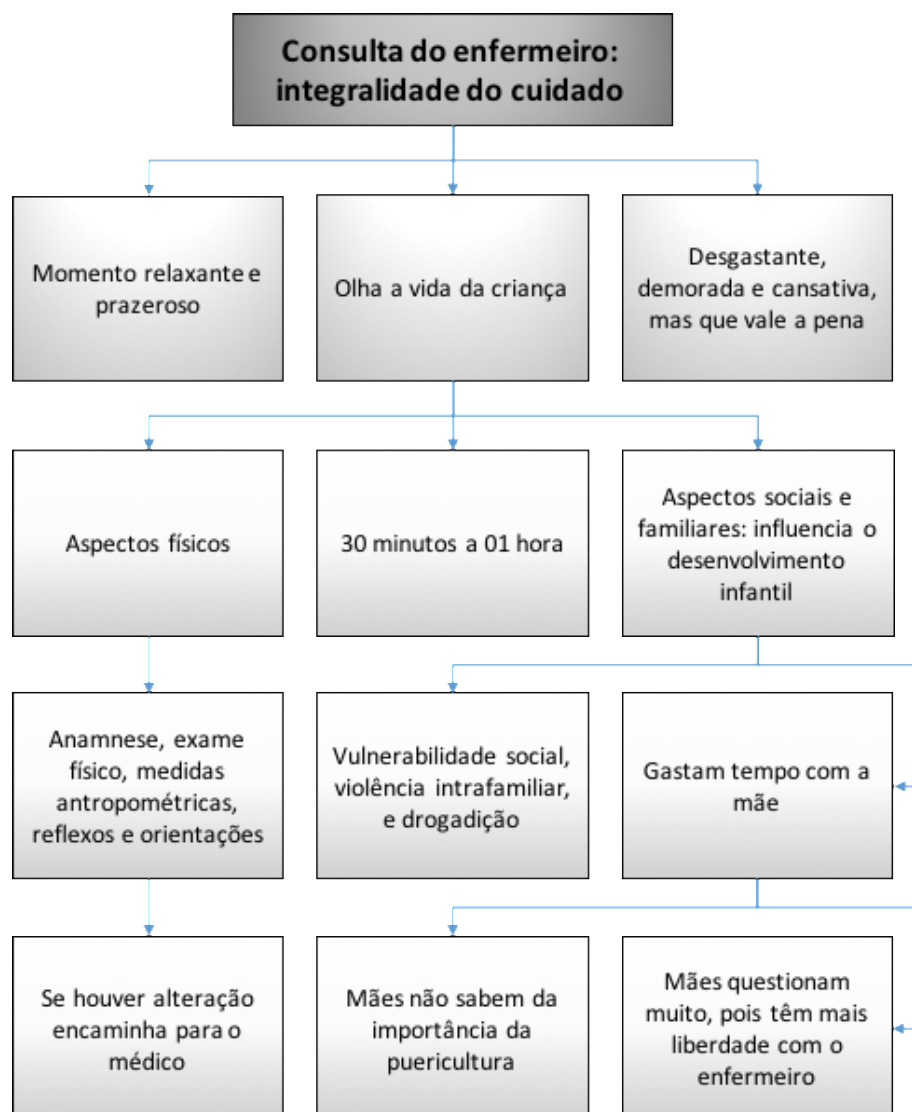 Consulta do enfermeiro:
integralidade do cuidado
Momento relaxante e
prazeroso
Olha a vida da criança
Desgastante,
demorada e cansativa,
mas que vale a pena
Aspectos físicos
30 minutos a 01 hora
Aspectos sociais e
familiares: influencia o
desenvolvimento
infantil
Anamnese, exame
físico, medidas
antropométricas,
reflexos e orientações
Vulnerabilidade social,
violência intrafamiliar,
e drogadição
Gastam tempo com a
mãe
Se houver alteração
encaminha para o
médico
Mães não sabem da
importância da
puericultura
Mães questionam
muito, pois têm mais
liberdade com o
enfermeiro